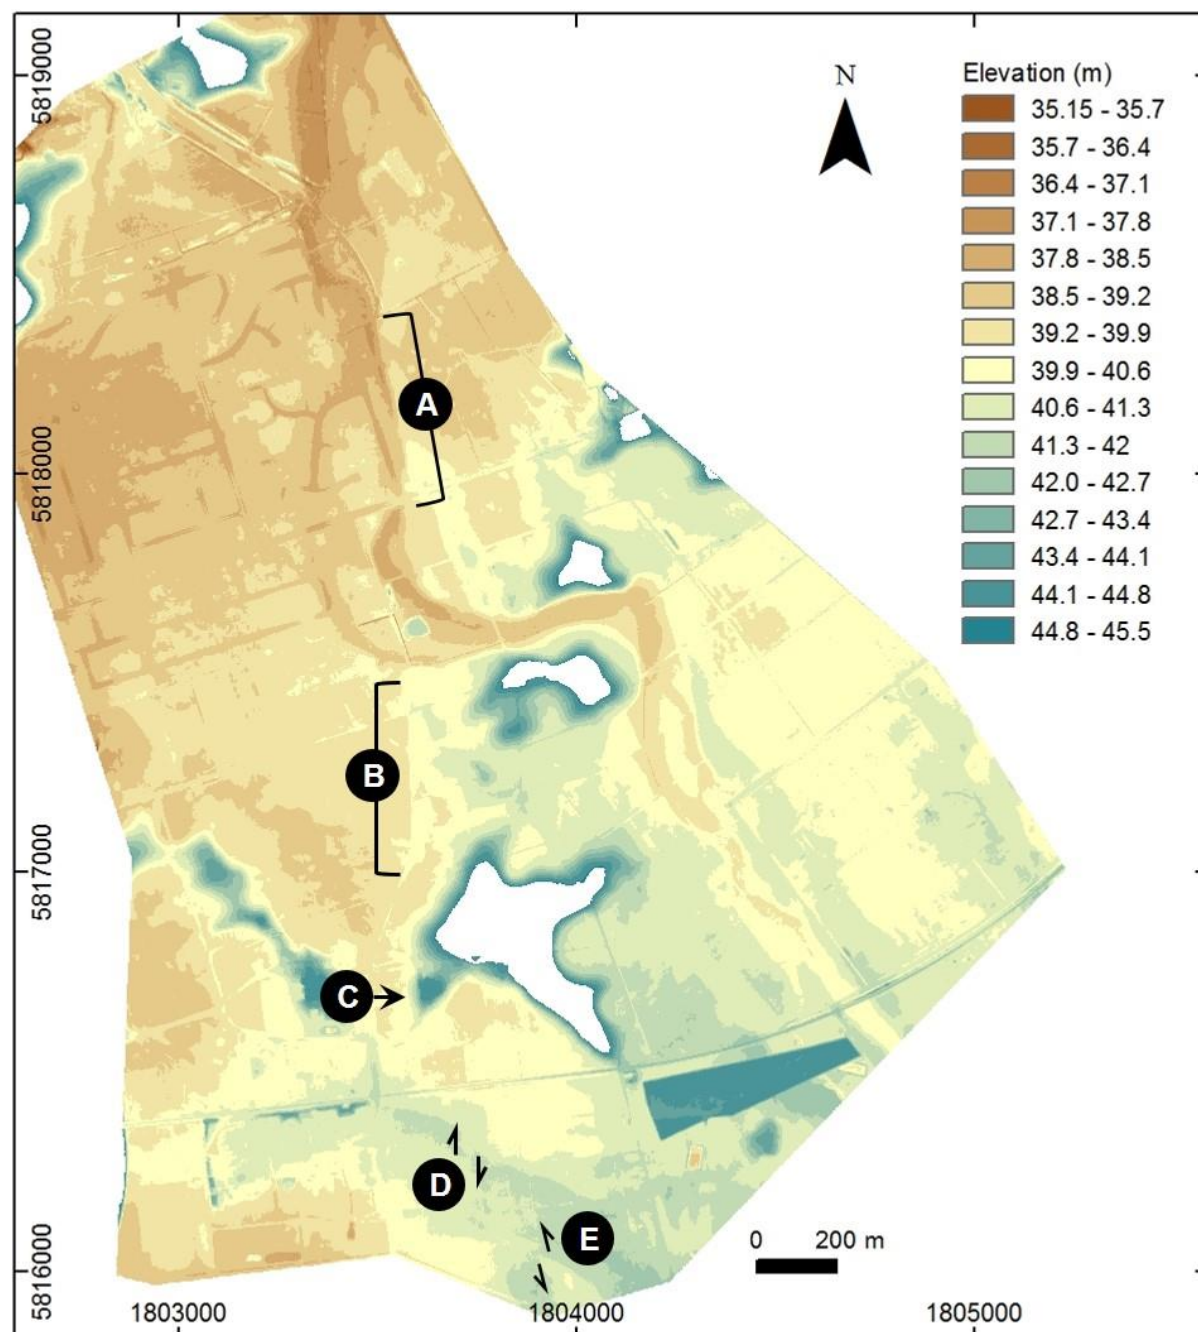 N
Elevation (m)
35.15 - 35.7
35.7 - 36.4
36.4 - 37.1
37.1 - 37.8
37.8 - 38.5
38.5 - 39.2
39.2 - 39.9
39.9 - 40.6
40.6 - 41.3
41.3 - 42
42.0 - 42.7
42.7 - 43.4
43.4 - 44.1
44.1 - 44.8
44.8 - 45.5
5819000
5818000
5817000
5816000
A
B
C
D
E
0 200 m
1803000 1804000 1805000